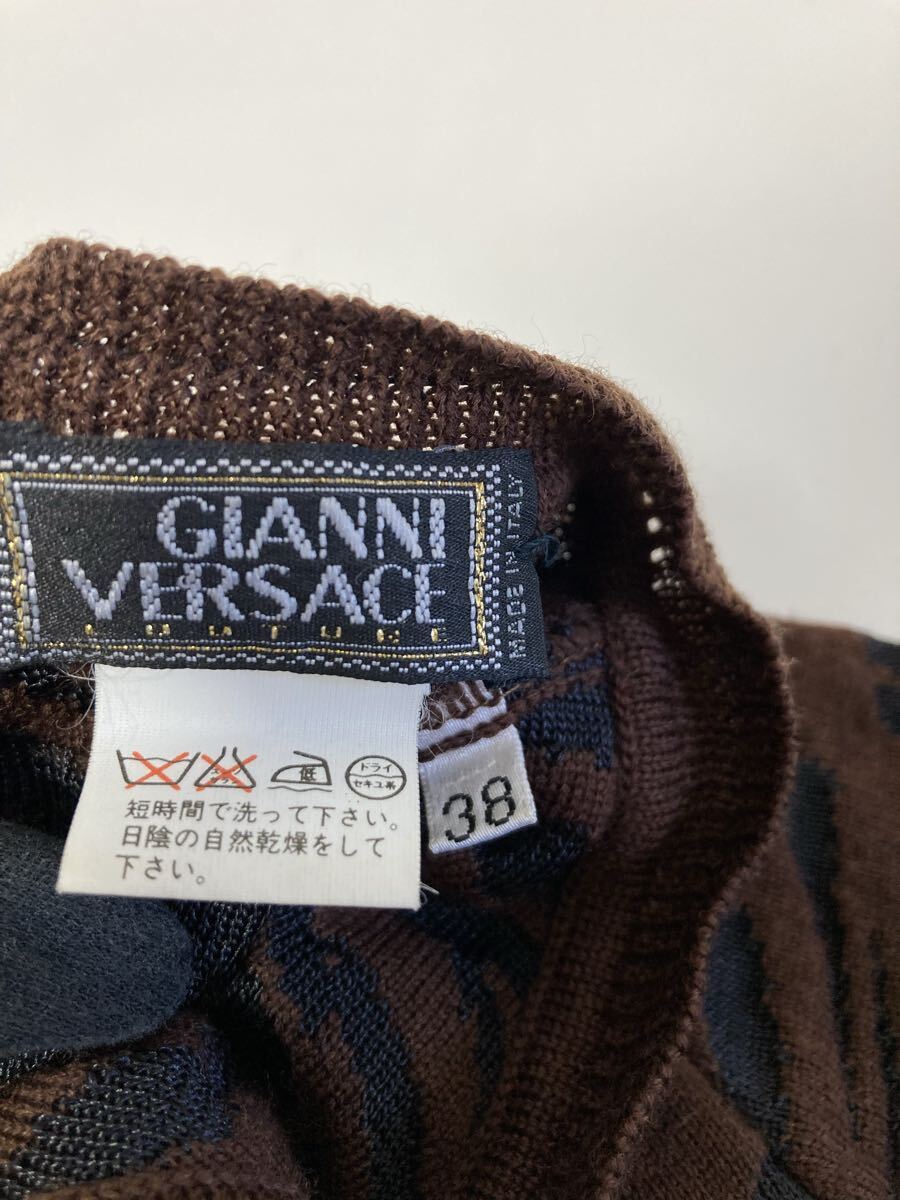 GIANNI
VERSACE
COUTURE
MADE IN ITALY
低
ドライ
セキユ系
短時間で洗って下さい。
日陰の自然乾燥をして
下さい。
38